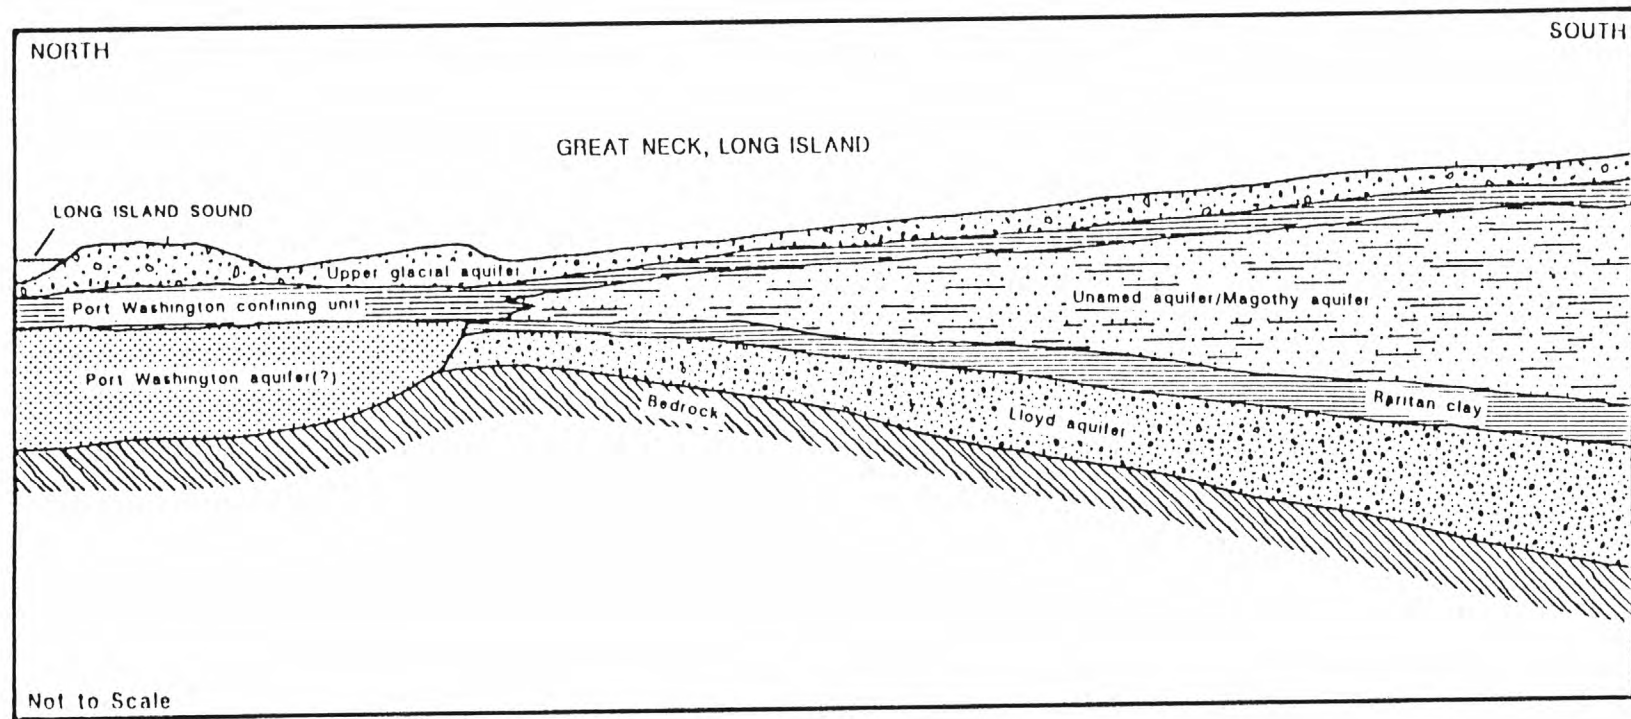 NORTH
SOUTH
GREAT NECK, LONG ISLAND
LONG ISLAND SOUND
Upper glacial aquifer
Port Washington confining unit
Unamed aquifer/Magothy aquifer
Port Washington aquifer(?)
Bedrock
Lloyd aquifer
Raritan clay
Not to Scale